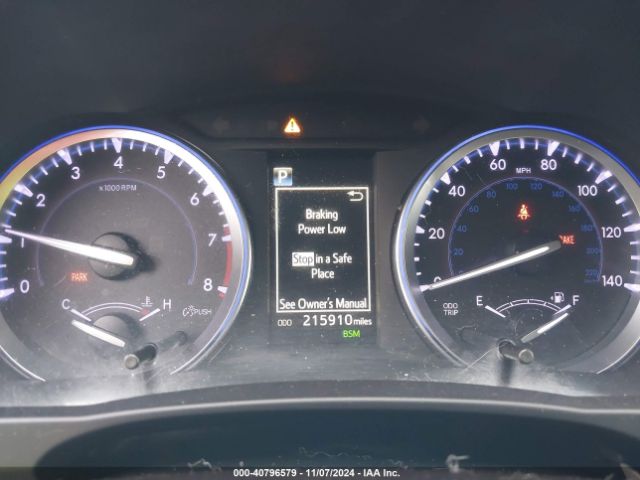 P
Braking
Power Low
Stop in a Safe
Place
See Owner's Manual
ODO 215910 miles
BSM
0 1 2 3 4 5 6 7 8
x1000 RPM
PARK
C H
PUSH
0 20 40 60 80 100 120 140
MPH
BRAKE
ODO
TRIP
E F
000-40796579 - 11/07/2024 - IAA Inc.